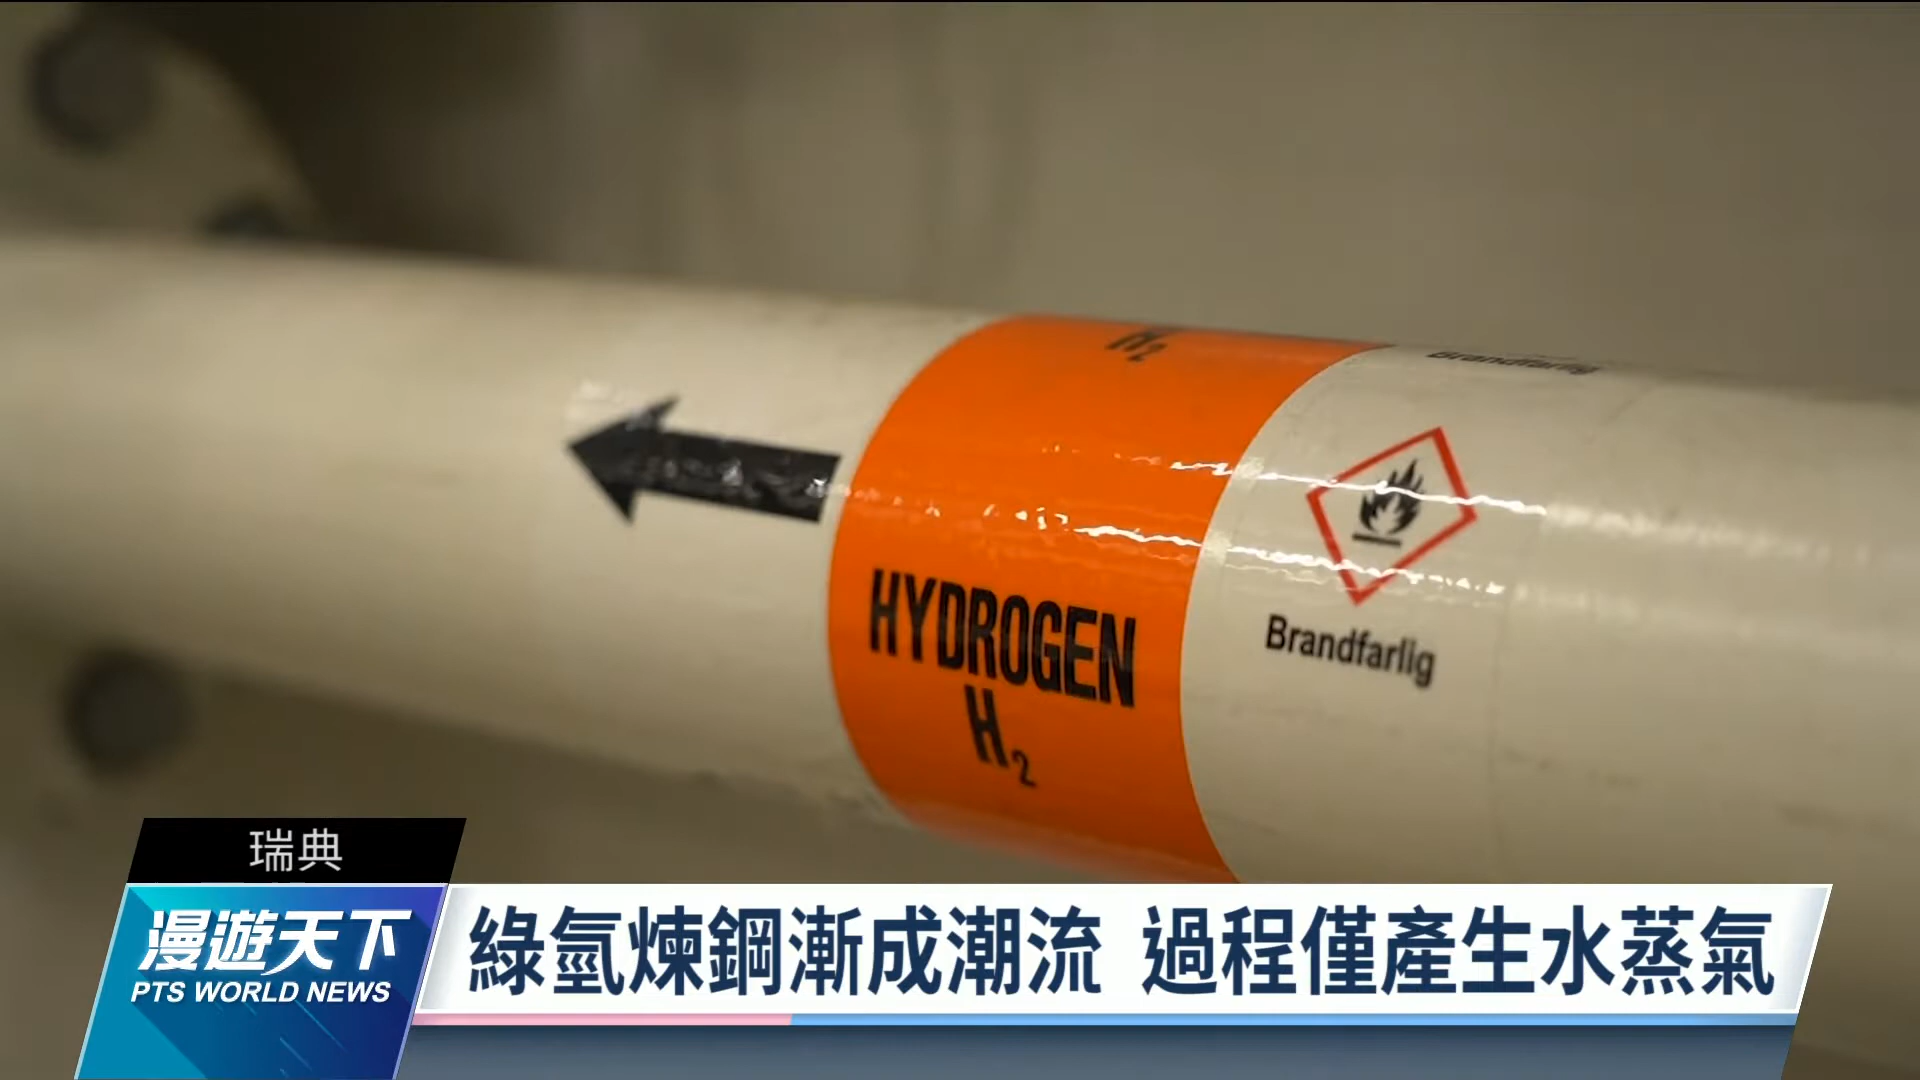 H2
Brandfarlig
HYDROGEN
H2
Brandfarlig
瑞典
漫遊天下
PTS WORLD NEWS
綠氫煉鋼漸成潮流 過程僅產生水蒸氣